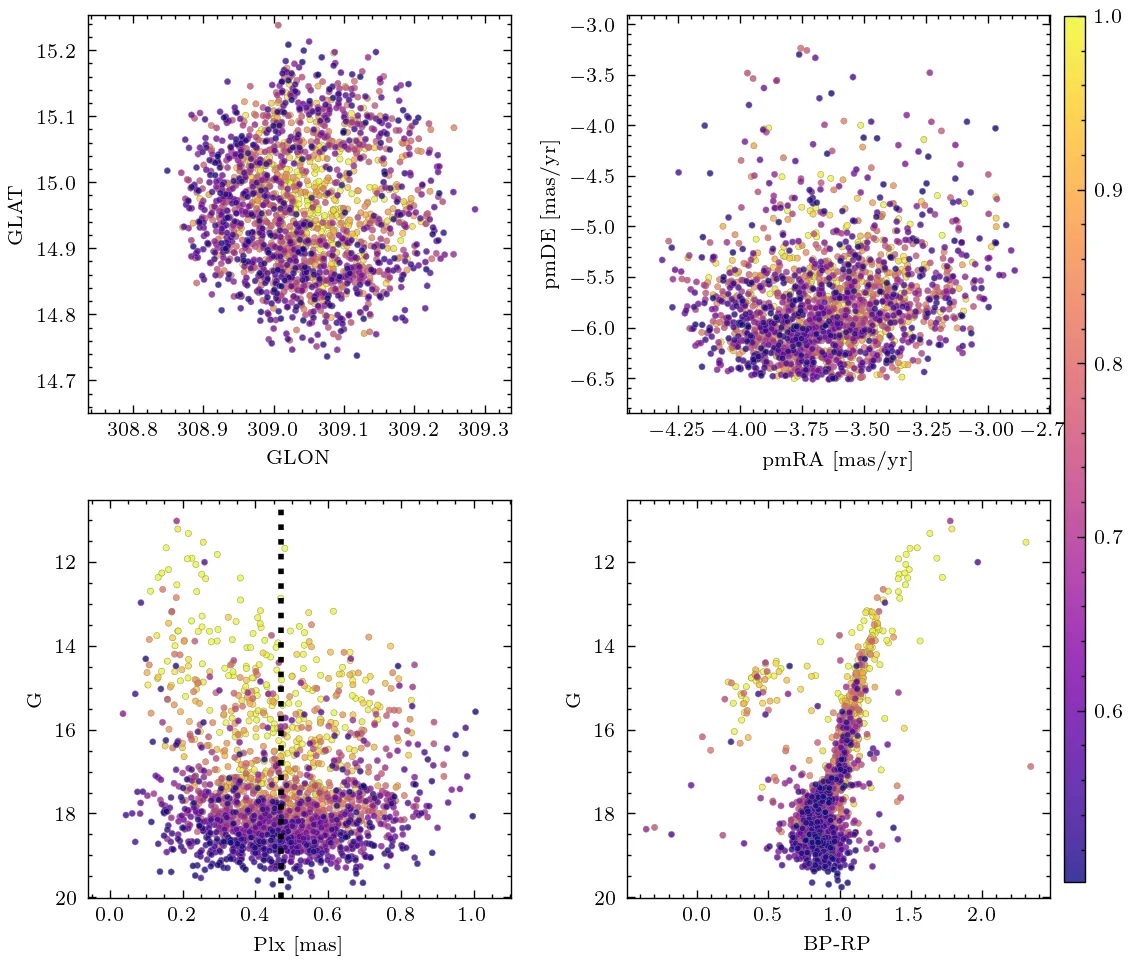 15.2
15.1
15.0
14.9
14.8
14.7
GLAT
308.8 308.9 309.0 309.1 309.2 309.3
GLON
−3.0
−3.5
−4.0
−4.5
−5.0
−5.5
−6.0
−6.5
pmDE [mas/yr]
−4.25 −4.00 −3.75 −3.50 −3.25 −3.00 −2.7
pmRA [mas/yr]
1.0
0.9
0.8
0.7
0.6
12
14
16
18
20
G
0.0 0.2 0.4 0.6 0.8 1.0
Plx [mas]
12
14
16
18
20
G
0.0 0.5 1.0 1.5 2.0
BP-RP